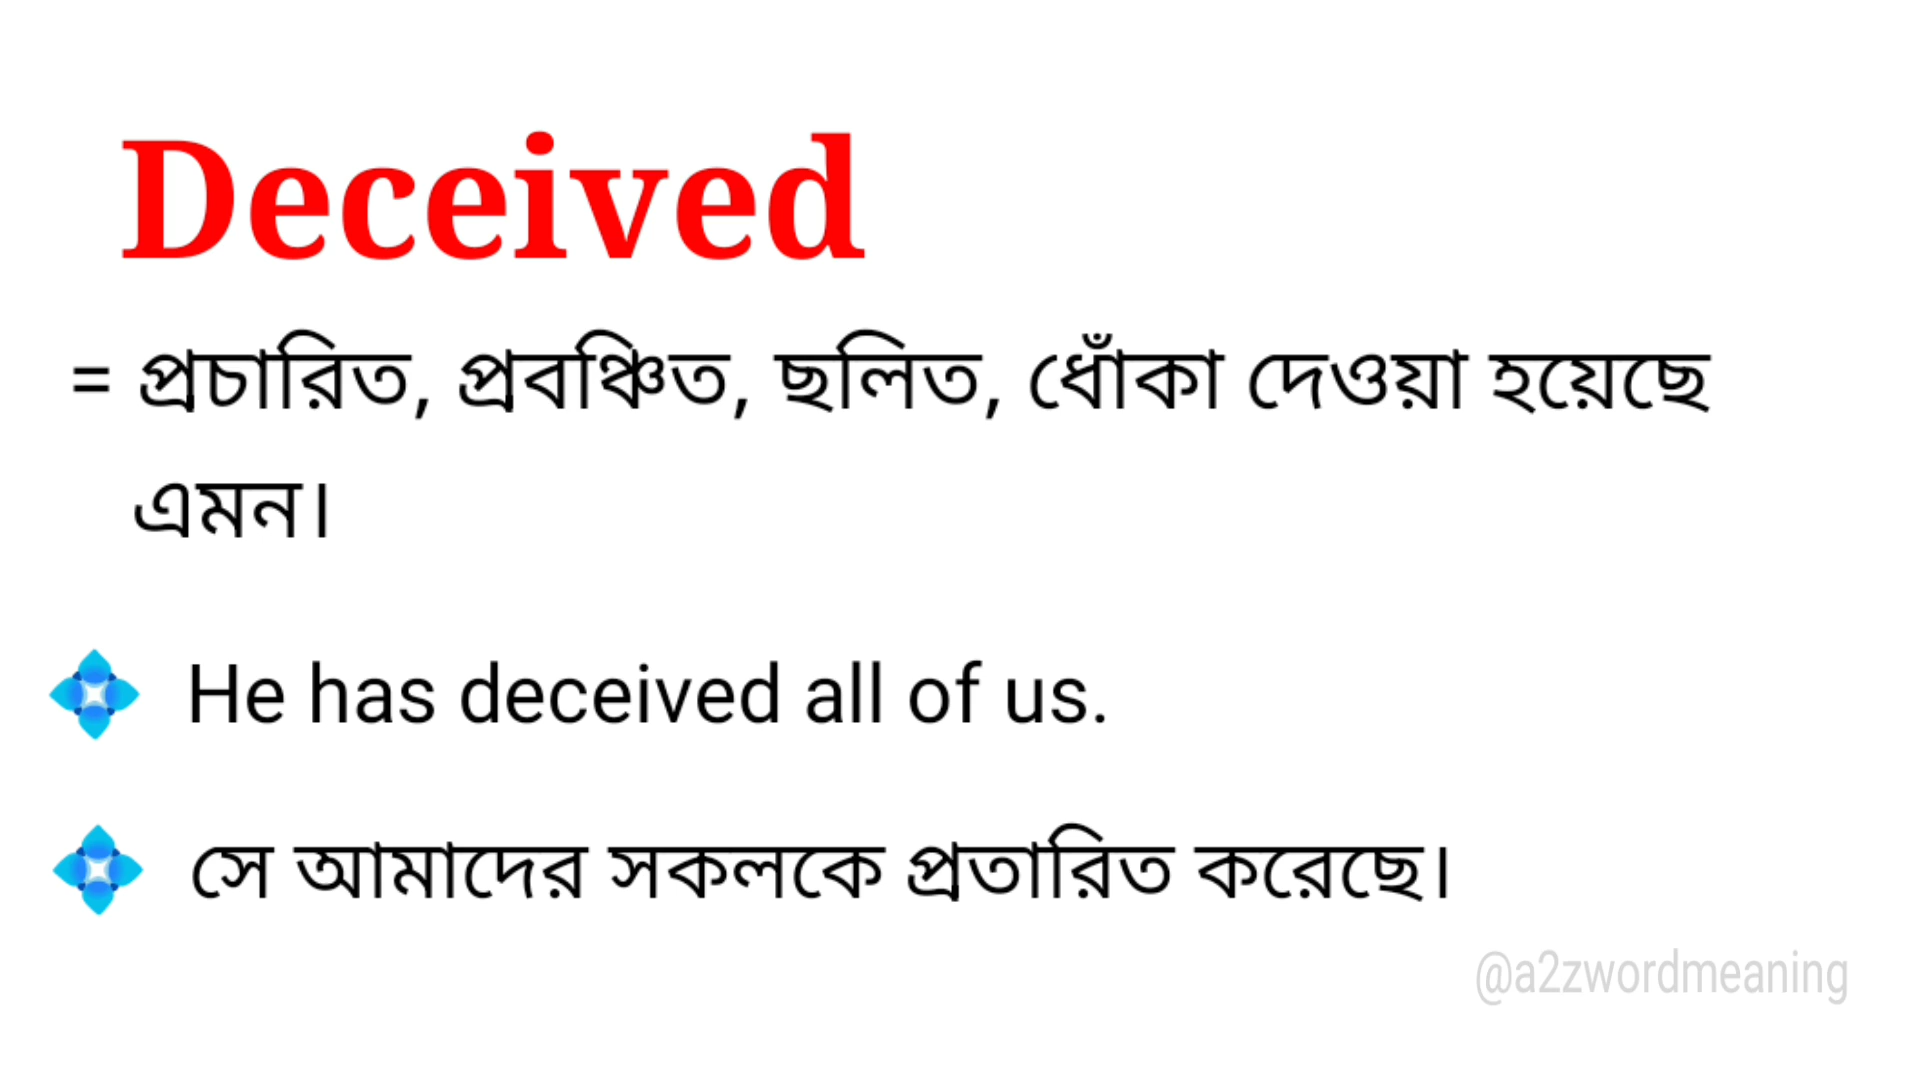 Deceived
= প্রচারিত, প্রবঞ্চিত, ছলিত, ধোঁকা দেওয়া হয়েছে
এমন।
💠 He has deceived all of us.
💠 সে আমাদের সকলকে প্রতারিত করেছে।
@a2zwordmeaning